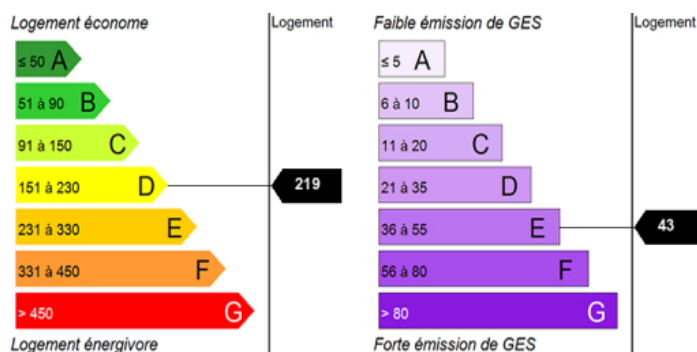 Logement économe
Logement
≤ 50 A
51 à 90 B
91 à 150 C
151 à 230 D
219
231 à 330 E
331 à 450 F
> 450 G
Logement énergivore
Faible émission de GES
Logement
≤ 5 A
6 à 10 B
11 à 20 C
21 à 35 D
36 à 55 E
43
56 à 80 F
> 80 G
Forte émission de GES